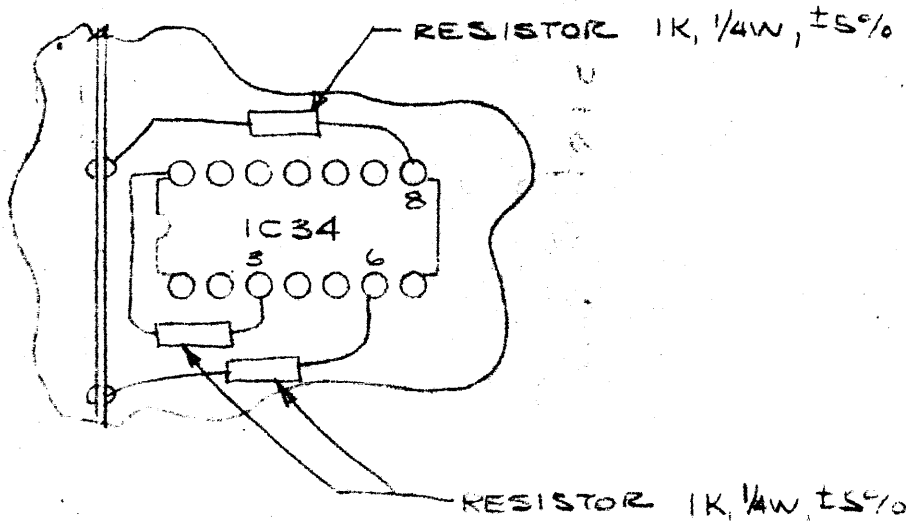 RESISTOR 1K, 1/4W, ±5%
8
IC34
3 6
RESISTOR 1K, 1/4W, ±5%